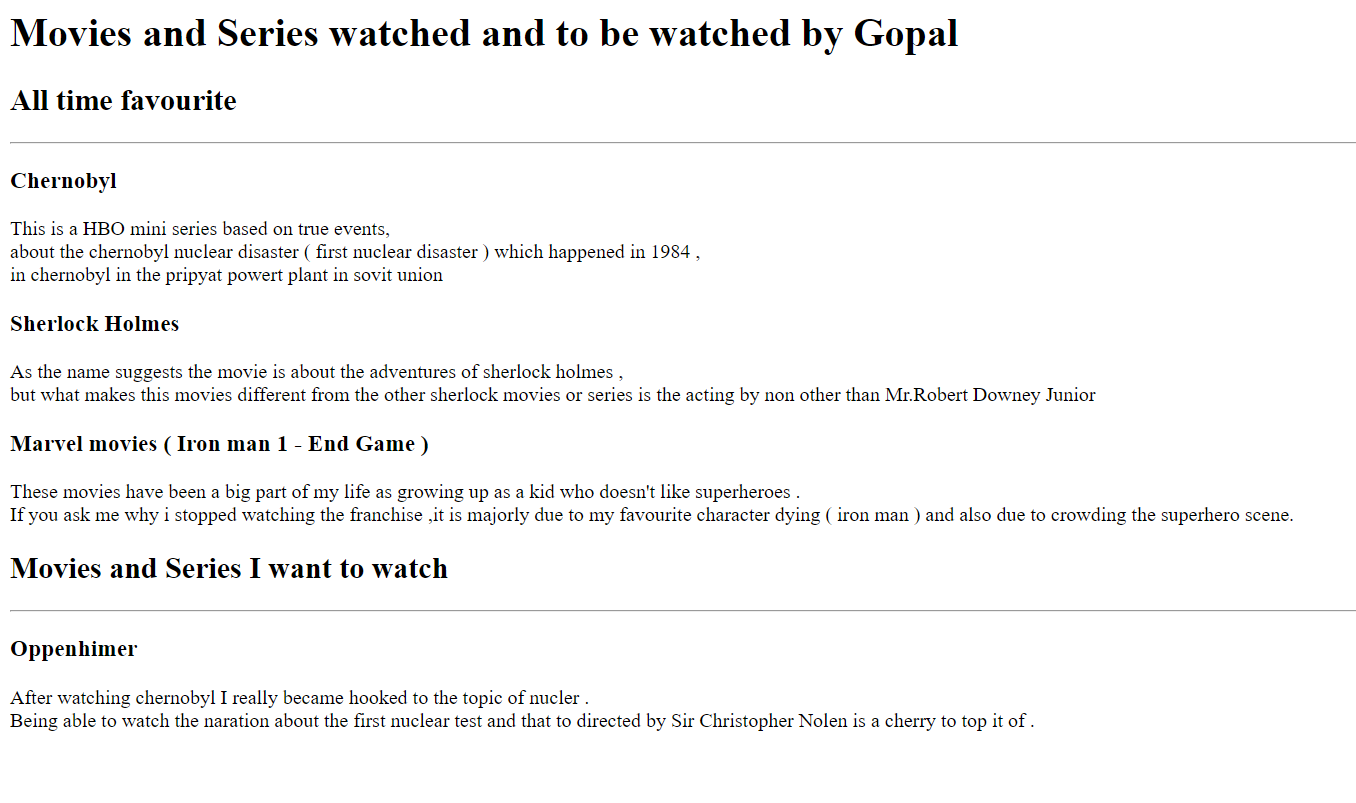 Movies and Series watched and to be watched by Gopal
All time favourite
Chernobyl
This is a HBO mini series based on true events,
about the chernobyl nuclear disaster ( first nuclear disaster ) which happened in 1984 ,
in chernobyl in the pripyat powert plant in sovit union
Sherlock Holmes
As the name suggests the movie is about the adventures of sherlock holmes ,
but what makes this movies different from the other sherlock movies or series is the acting by non other than Mr.Robert Downey Junior
Marvel movies ( Iron man 1 - End Game )
These movies have been a big part of my life as growing up as a kid who doesn't like superheroes .
If you ask me why i stopped watching the franchise ,it is majorly due to my favourite character dying ( iron man ) and also due to crowding the superhero scene.
Movies and Series I want to watch
Oppenhimer
After watching chernobyl I really became hooked to the topic of nucler .
Being able to watch the naration about the first nuclear test and that to directed by Sir Christopher Nolen is a cherry to top it of .